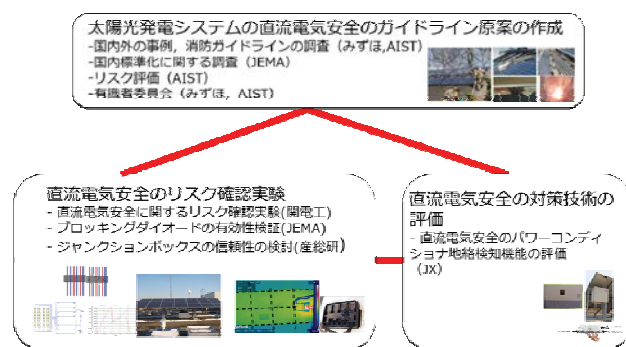 太陽光発電システムの直流電気安全のガイドライン原案の作成
-国内外の事例，消防ガイドラインの調査（みずほ,AIST）
-国内標準化に関する調査（JEMA）
-リスク評価（AIST）
-有識者委員会（みずほ，AIST）
直流電気安全のリスク確認実験
- 直流電気安全に関するリスク確認実験(関電工)
- ブロッキングダイオードの有効性検証(JEMA)
- ジャンクションボックスの信頼性の検討(産総研)
直流電気安全の対策技術の
評価
- 直流電気安全のパワーコンディ
ショナ地絡検知機能の評価
（JX）